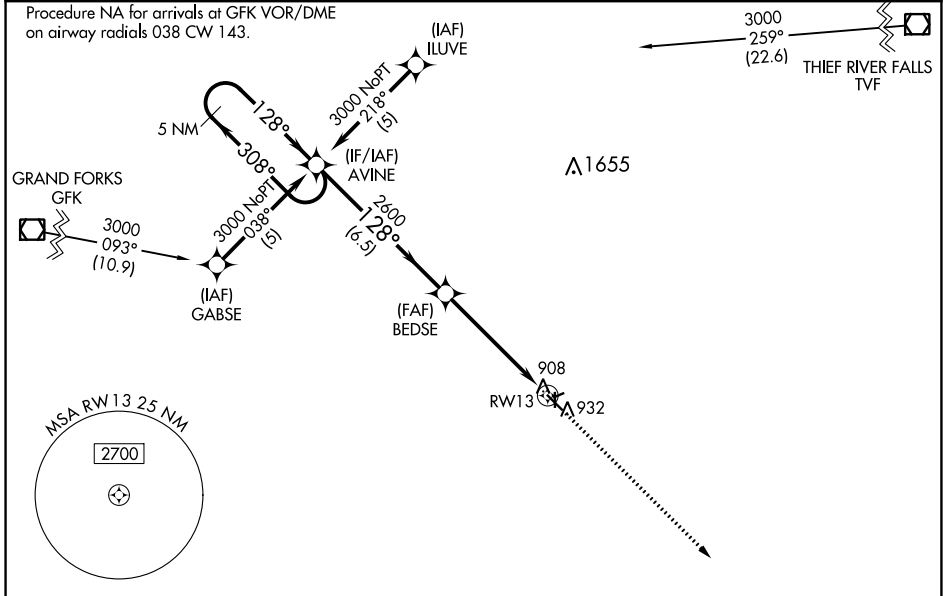 Procedure NA for arrivals at GFK VOR/DME
on airway radials 038 CW 143.
(IAF)
ILUVE
3000
259°
(22.6)
THIEF RIVER FALLS
TVF
3000 NoPT
218°
(5)
128°
5 NM
308°
(IF/IAF)
AVINE
1655
GRAND FORKS
GFK
3000
093°
(10.9)
3000 NoPT
038°
(5)
2600
128°
(6.5)
(IAF)
GABSE
(FAF)
BEDSE
908
RW13
932
MSA RW13 25 NM
2700